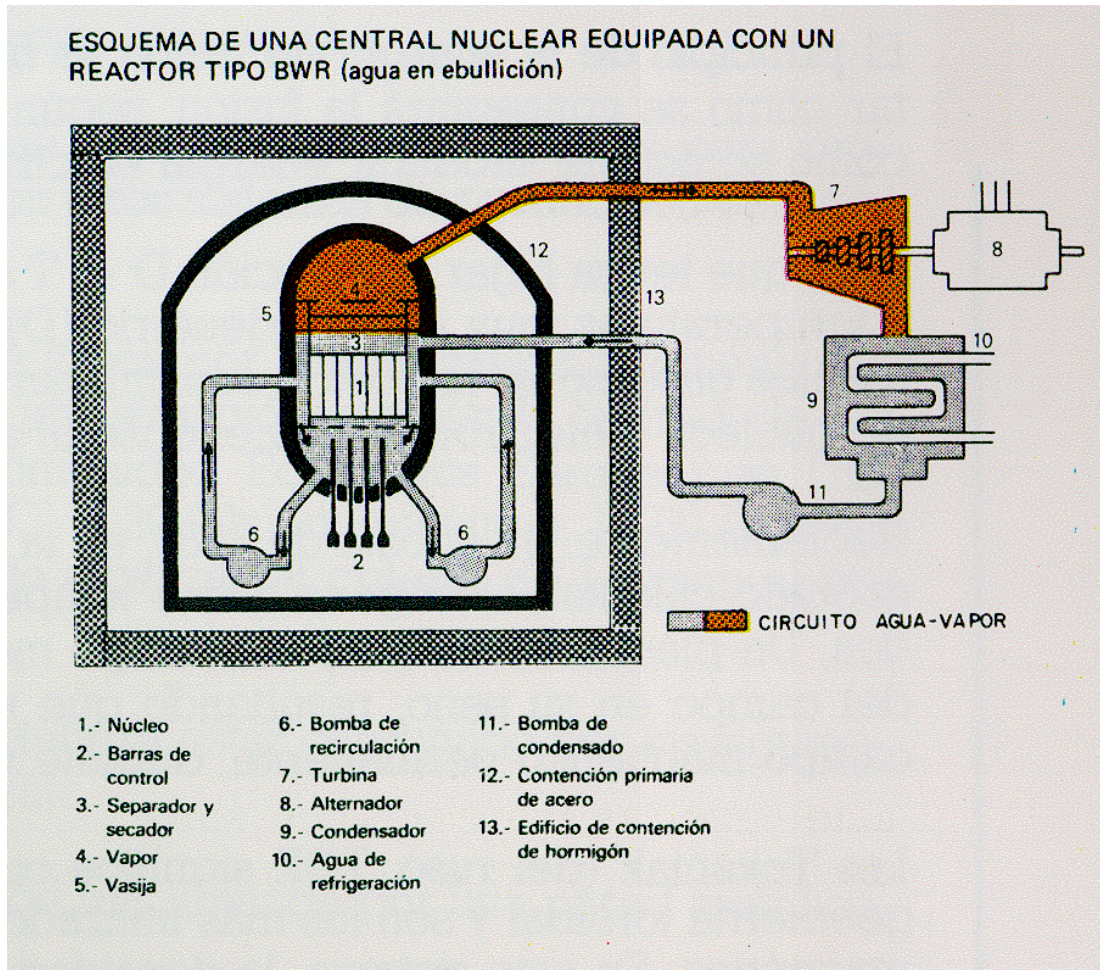 ESQUEMA DE UNA CENTRAL NUCLEAR EQUIPADA CON UN
REACTOR TIPO BWR (agua en ebullición)
7
12
8
4
13
5
10
3
1
9
11
6
6
2
CIRCUITO AGUA-VAPOR
1.- Núcleo
2.- Barras de
control
3.- Separador y
secador
4.- Vapor
5.- Vasija
6.- Bomba de
recirculación
7.- Turbina
8.- Alternador
9.- Condensador
10.- Agua de
refrigeración
11.- Bomba de
condensado
12.- Contención primaria
de acero
13.- Edificio de contención
de hormigón